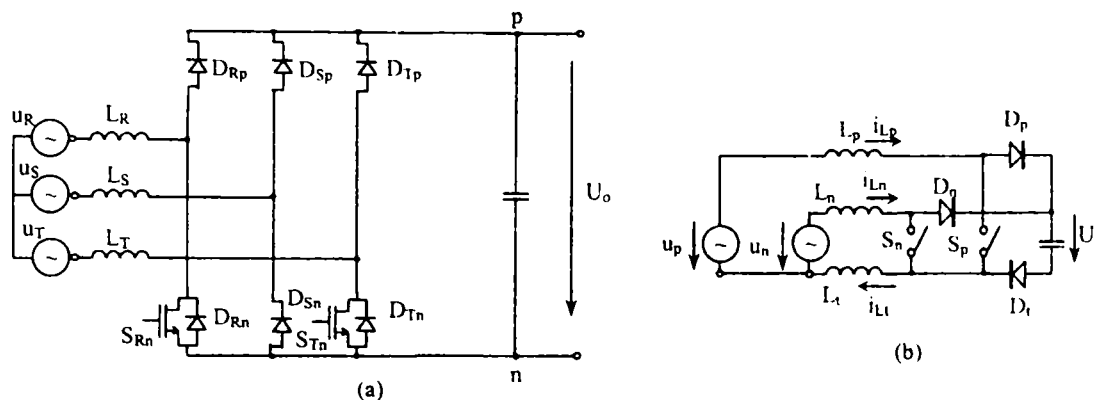 p
D_Rp
D_Sp
D_Tp
u_R
L_R
u_S
L_S
u_T
L_T
U_o
S_Rn
D_Rn
D_Sn
S_Tn
D_Tn
n
(a)
D_p
L_p
i_Lp
L_n
i_Ln
D_n
S_n
S_p
u_p
u_n
U
L_t
i_Lt
D_t
(b)